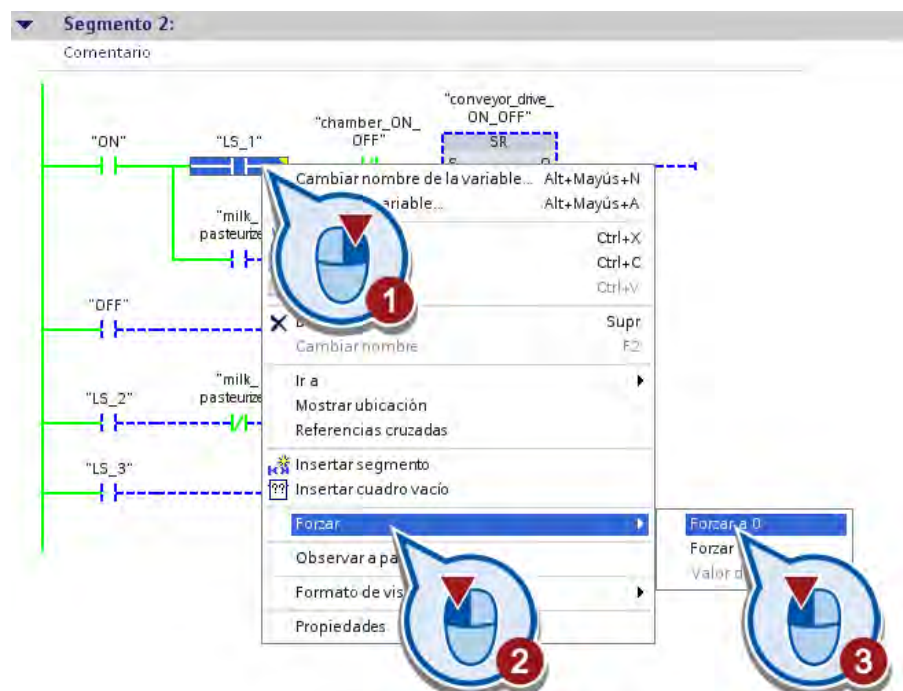 Segmento 2:
Comentario
"conveyor_drive_
ON_OFF"
"chamber_ON_
OFF"
"ON"
"LS_1"
SR
S Q
Cambiar nombre de la variable... Alt+Mayús+N
ariable... Alt+Mayús+A
"milk_
pasteurize
Ctrl+X
Ctrl+C
Ctrl+V
1
"OFF"
Supr
Cambiar nombre F2
"milk_
pasteurize
"LS_2"
Ir a
Mostrar ubicación
Referencias cruzadas
"LS_3"
Insertar segmento
Insertar cuadro vacío
Forzar
Forzar a 0
Forzar
Valor d
Observar a pa
Formato de vis
Propiedades
2
3